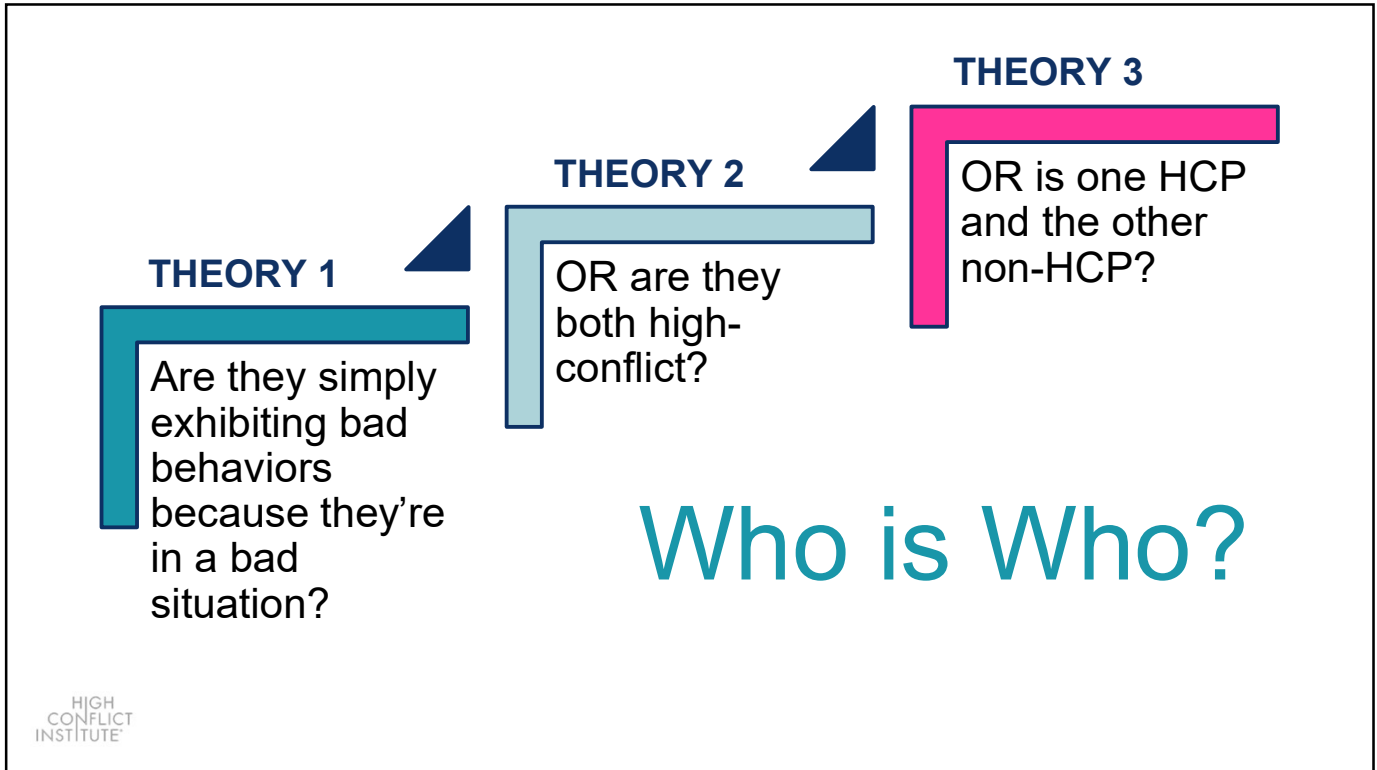 THEORY 1
Are they simply
exhibiting bad
behaviors
because they’re
in a bad
situation?
THEORY 2
OR are they
both high-
conflict?
THEORY 3
OR is one HCP
and the other
non-HCP?
Who is Who?
HIGH
CONFLICT
INSTITUTE®